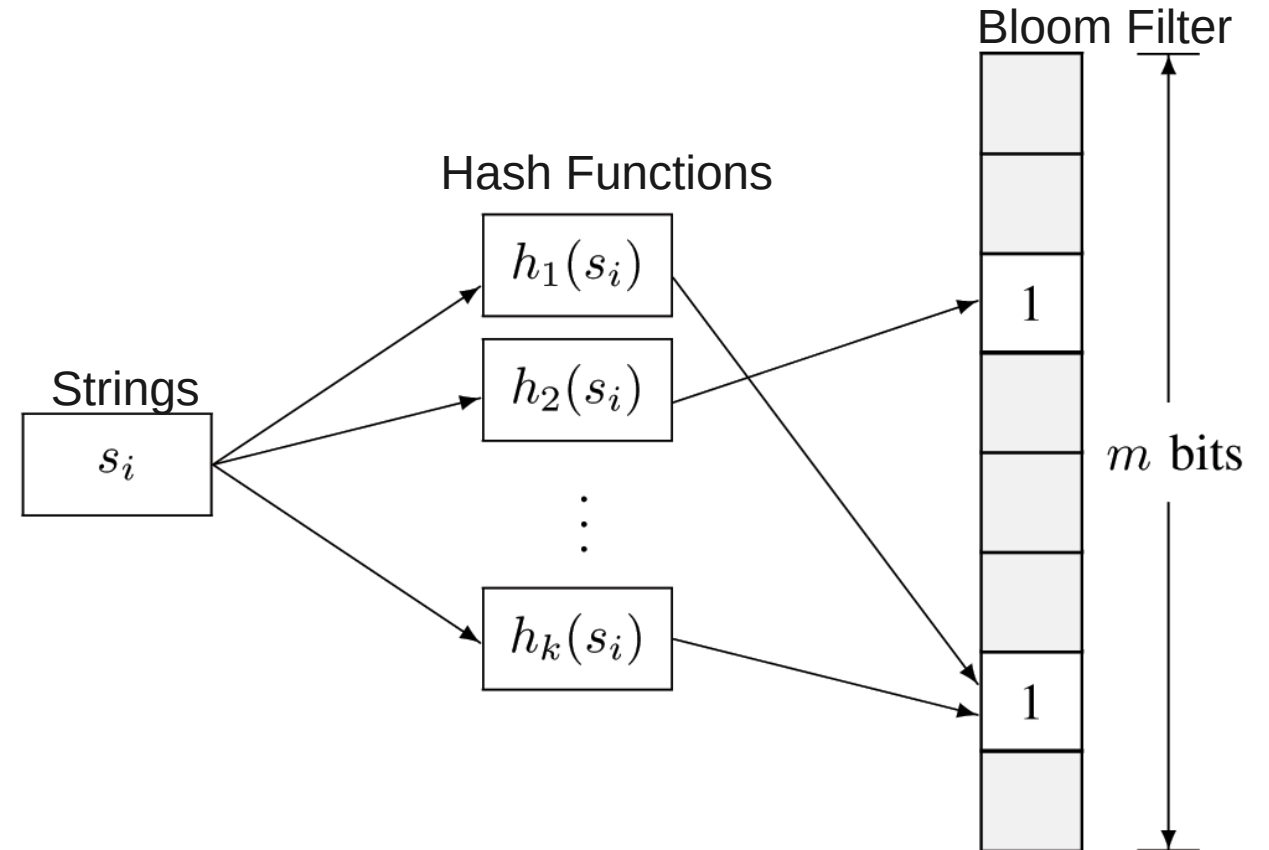 Bloom Filter
Hash Functions
h₁(sᵢ)
1
h₂(sᵢ)
Strings
sᵢ
m bits
⋮
hₖ(sᵢ)
1